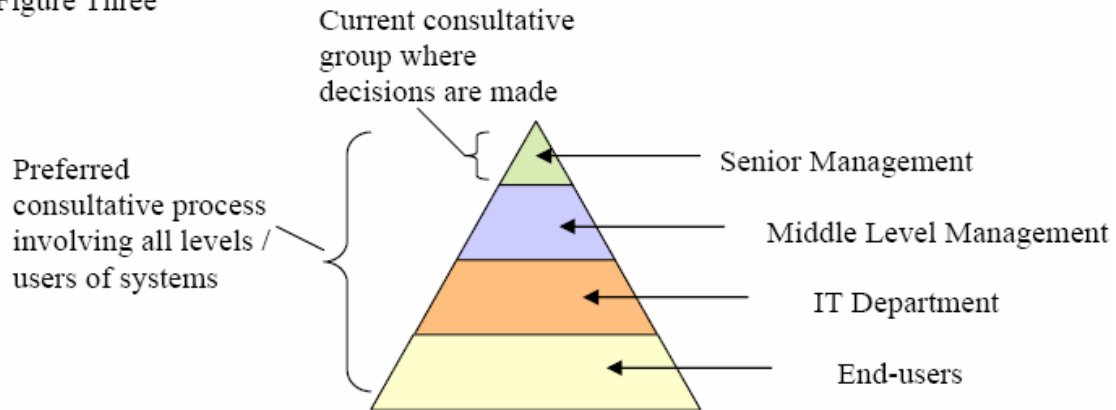 Figure Three
Current consultative
group where
decisions are made
Preferred
consultative process
involving all levels /
users of systems
Senior Management
Middle Level Management
IT Department
End-users